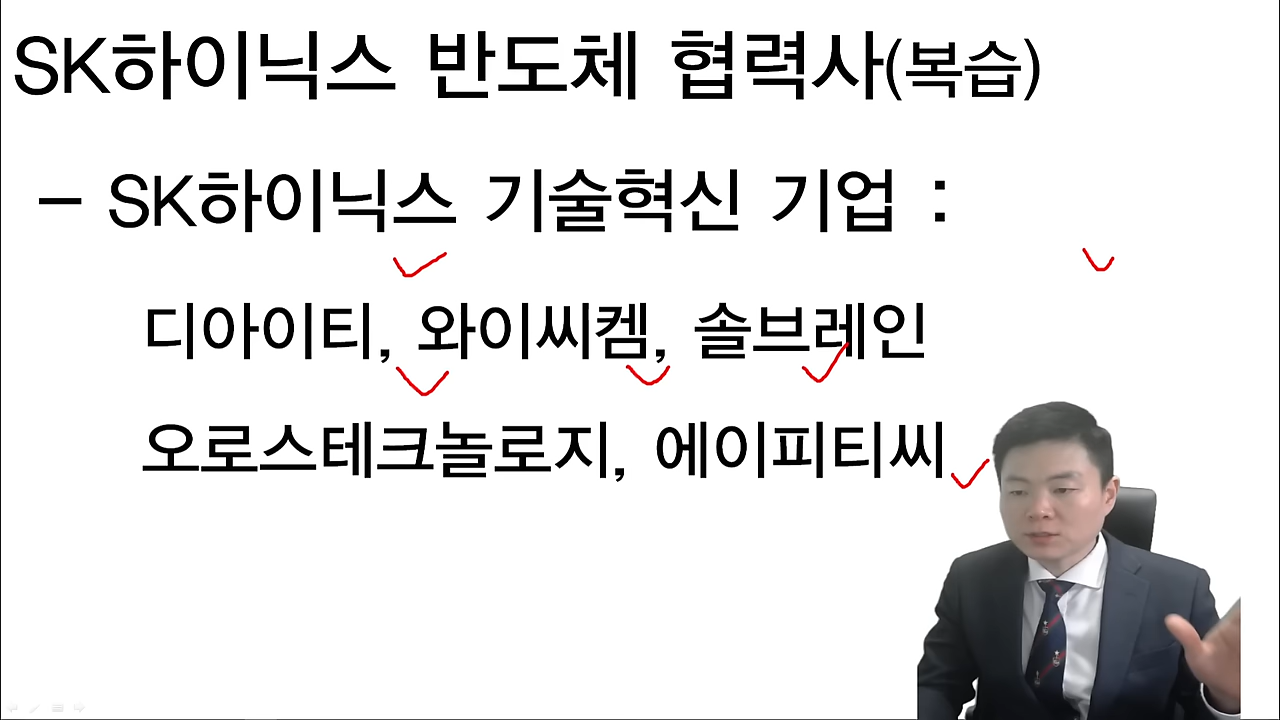 SK하이닉스 반도체 협력사(복습)
– SK하이닉스 기술혁신 기업 :
디아이티, 와이씨켐, 솔브레인
오로스테크놀로지, 에이피티씨